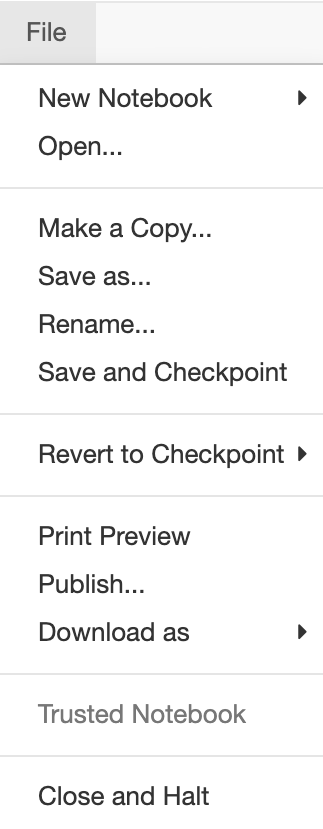 File
New Notebook
Open...
Make a Copy...
Save as...
Rename...
Save and Checkpoint
Revert to Checkpoint
Print Preview
Publish...
Download as
Trusted Notebook
Close and Halt